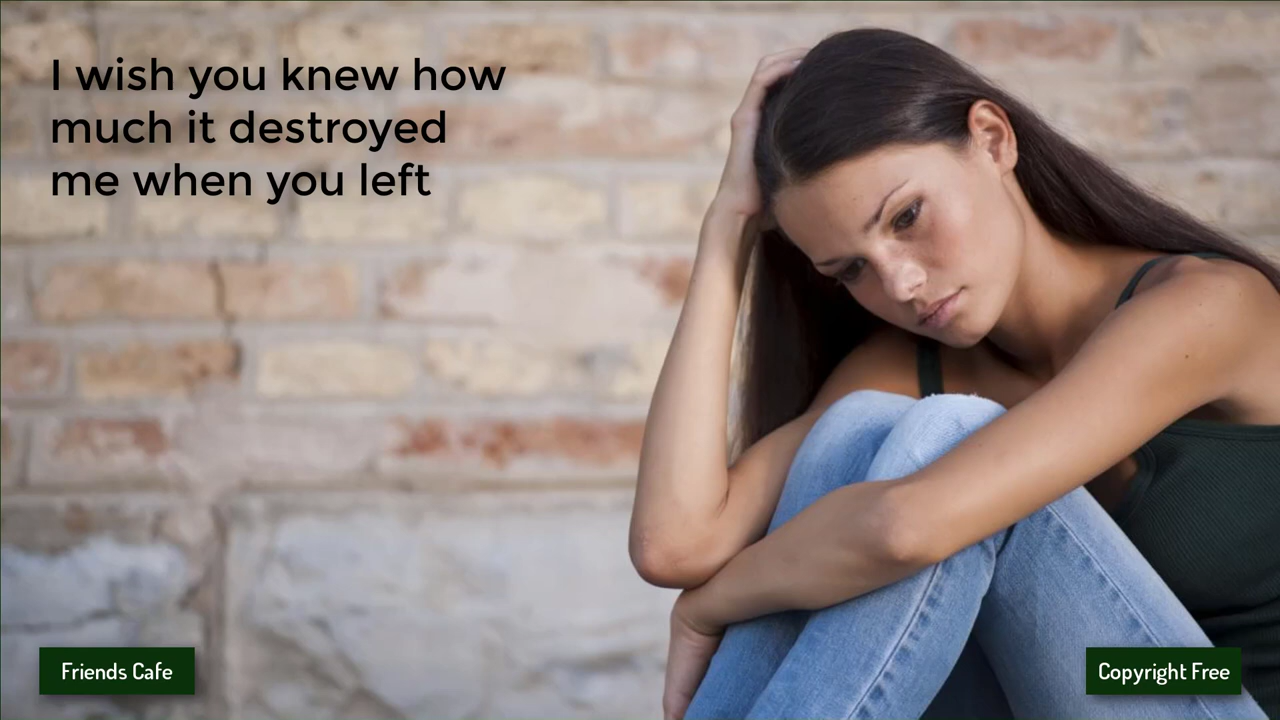 I wish you knew how
much it destroyed
me when you left
Friends Cafe
Copyright Free